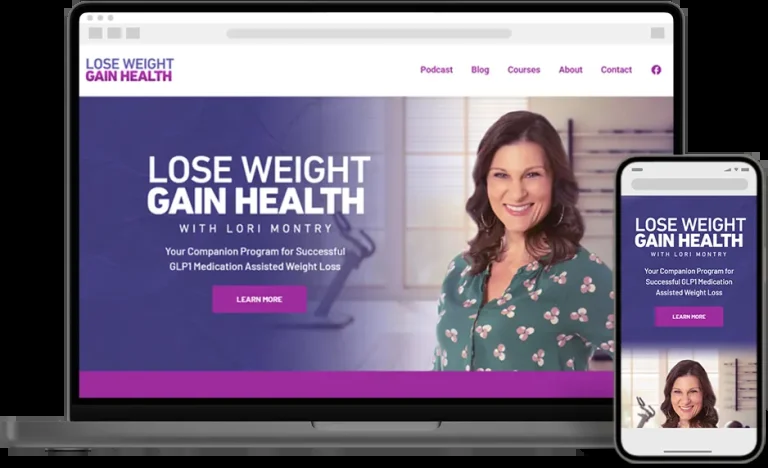 LOSE WEIGHT
GAIN HEALTH
Podcast Blog Courses About Contact
LOSE WEIGHT
GAIN HEALTH
WITH LORI MONTRY
Your Companion Program for Successful
GLP1 Medication Assisted Weight Loss
LEARN MORE
LOSE WEIGHT
GAIN HEALTH
WITH LORI MONTRY
Your Companion Program for
Successful GLP1 Medication
Assisted Weight Loss
LEARN MORE